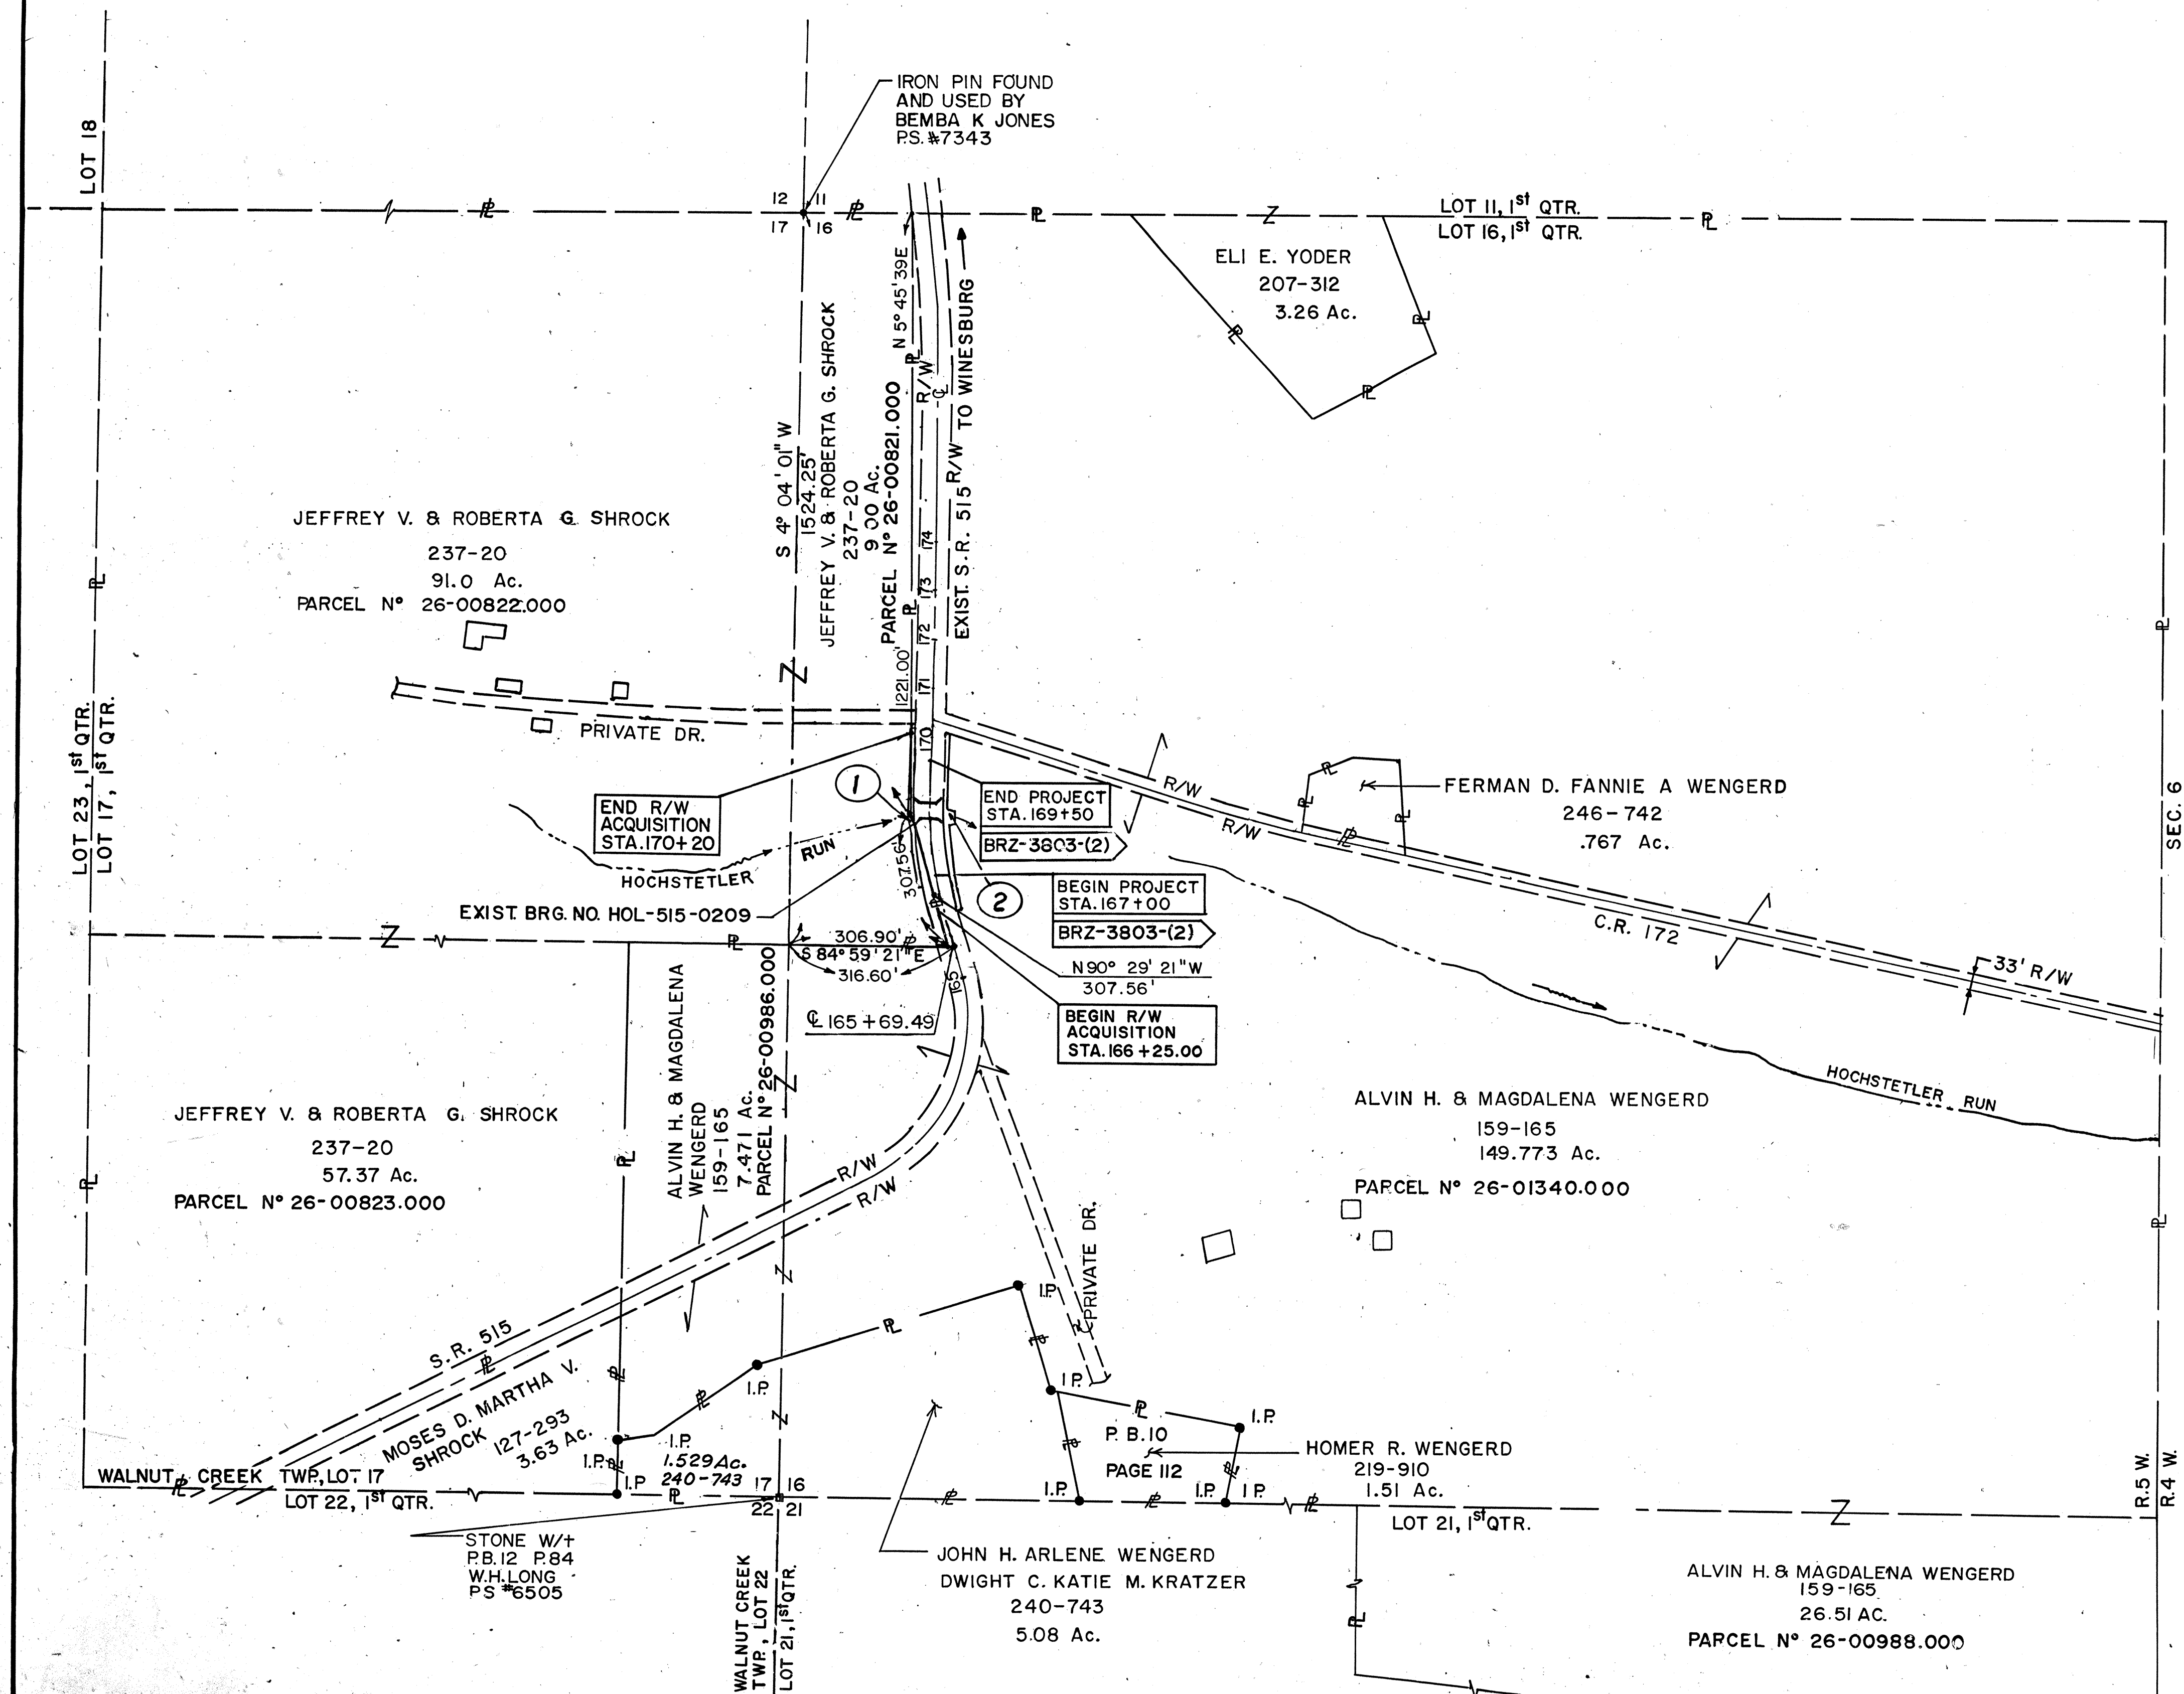 IRON PIN FOUND
AND USED BY
BEMBA K JONES
P.S. #7343
LOT 18
12 11
17 16
LOT 11, 1st QTR.
LOT 16, 1st QTR.
ELI E. YODER
207-312
3.26 Ac.
N 5° 45' 39E
R/W
EXIST. S.R. 515 R/W TO WINESBURG
S 4° 04' 01" W
1524.25'
JEFFREY V. & ROBERTA G. SHROCK
237-20
9.00 Ac.
PARCEL Nº 26-00821.000
174
173
172
171
170
1221.00'
JEFFREY V. & ROBERTA G. SHROCK
237-20
91.0 Ac.
PARCEL Nº 26-00822.000
PRIVATE DR.
LOT 23, 1st QTR.
LOT 17, 1st QTR.
SEC. 6
1
END R/W
ACQUISITION
STA.170+20
END PROJECT
STA.169+50
BRZ-3803-(2)
R/W
R/W
FERMAN D. FANNIE A WENGERD
246-742
.767 Ac.
HOCHSTETLER RUN
307.56'
EXIST. BRG. NO. HOL-515-0209
2
BEGIN PROJECT
STA.167+00
BRZ-3803-(2)
C.R. 172
33' R/W
306.90'
S 84° 59' 21" E
316.60'
N 90° 29' 21" W
307.56'
165
℄ 165+69.49
BEGIN R/W
ACQUISITION
STA.166+25.00
HOCHSTETLER RUN
ALVIN H. & MAGDALENA
WENGERD
159-165
7.471 Ac.
PARCEL Nº 26-00986.000
JEFFREY V. & ROBERTA G. SHROCK
237-20
57.37 Ac.
PARCEL Nº 26-00823.000
ALVIN H. & MAGDALENA WENGERD
159-165
149.773 Ac.
PARCEL Nº 26-01340.000
R/W
R/W
PRIVATE DR.
S.R. 515
MOSES D. MARTHA V.
SHROCK
127-293
3.63 Ac.
I.P.
I.P.
I.P.
I.P.
I.P.
I.P.
I.P.
I.P.
I.P.
I.P.
1.529 Ac.
240-743
P.B.10
PAGE 112
HOMER R. WENGERD
219-910
1.51 Ac.
WALNUT CREEK TWP., LOT 17
LOT 22, 1st QTR.
17 16
22 21
LOT 21, 1st QTR.
R.5 W.
R.4 W.
STONE W/+
P.B.12 P.84
W.H.LONG
PS #6505
WALNUT CREEK
TWP., LOT 22
LOT 21, 1st QTR.
JOHN H. ARLENE WENGERD
DWIGHT C. KATIE M. KRATZER
240-743
5.08 Ac.
ALVIN H. & MAGDALENA WENGERD
159-165
26.51 AC.
PARCEL Nº 26-00988.000